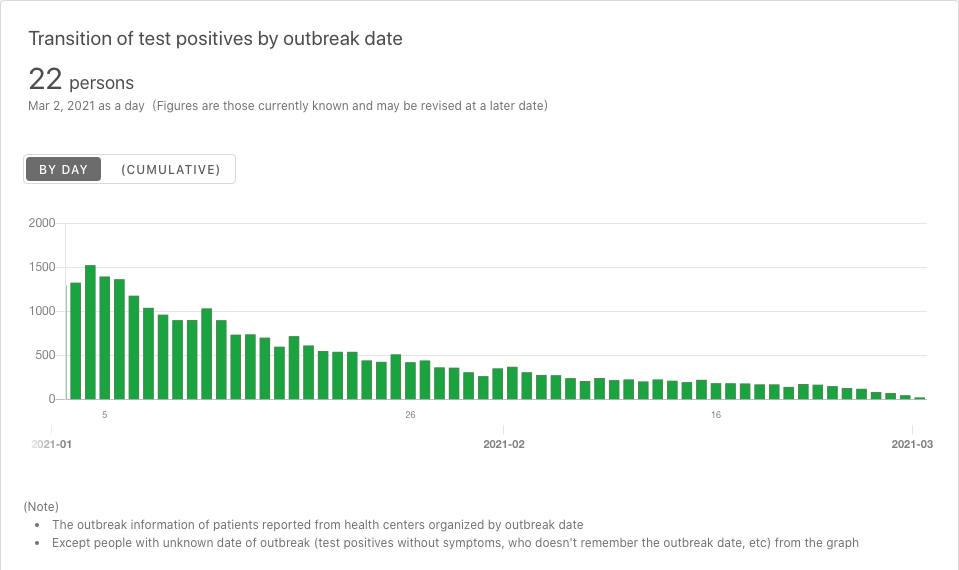 Transition of test positives by outbreak date
22 persons
Mar 2, 2021 as a day (Figures are those currently known and may be revised at a later date)
BY DAY (CUMULATIVE)
2000
1500
1000
500
0
5 26 16
2021-01 2021-02 2021-03
(Note)
• The outbreak information of patients reported from health centers organized by outbreak date
• Except people with unknown date of outbreak (test positives without symptoms, who doesn't remember the outbreak date, etc) from the graph